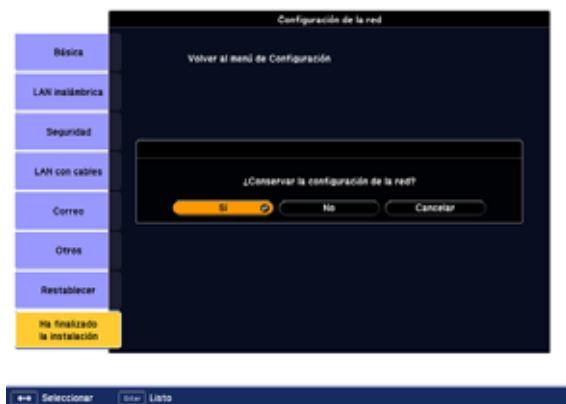 Configuración de la red
Básica
Volver al menú de Configuración
LAN inalámbrica
Seguridad
LAN con cables
¿Conservar la configuración de la red?
Sí
No
Cancelar
Correo
Otros
Restablecer
Ha finalizado
la instalación
Seleccionar
Enter
Listo